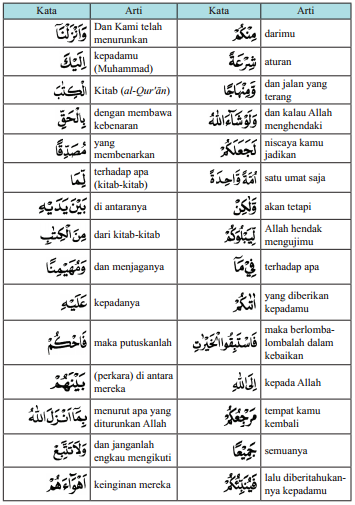 Kata Arti Kata Arti
وَاَنْزَلْنَآ Dan Kami telah menurunkan مِنْكُمْ darimu
اِلَيْكَ kepadamu (Muhammad) شِرْعَةً aturan
الْكِتٰبَ Kitab (al-Qur'ān) وَّمِنْهَاجًا dan jalan yang terang
بِالْحَقِّ dengan membawa kebenaran وَلَوْ شَاۤءَ اللّٰهُ dan kalau Allah menghendaki
مُصَدِّقًا yang membenarkan لَجَعَلَكُمْ niscaya kamu jadikan
لِّمَا terhadap apa (kitab-kitab) اُمَّةً وَّاحِدَةً satu umat saja
بَيْنَ يَدَيْهِ di antaranya وَّلٰكِنْ akan tetapi
مِنَ الْكِتٰبِ dari kitab-kitab لِّيَبْلُوَكُمْ Allah hendak mengujimu
وَمُهَيْمِنًا dan menjaganya فِيْ مَآ terhadap apa
عَلَيْهِ kepadanya اٰتٰىكُمْ yang diberikan kepadamu
فَاحْكُمْ maka putuskanlah فَاسْتَبِقُوا الْخَيْرٰتِ maka berlomba-lombalah dalam kebaikan
بَيْنَهُمْ (perkara) di antara mereka اِلَى اللّٰهِ kepada Allah
بِمَآ اَنْزَلَ اللّٰهُ menurut apa yang diturunkan Allah مَرْجِعُكُمْ tempat kamu kembali
وَلَا تَتَّبِعْ dan janganlah engkau mengikuti جَمِيْعًا semuanya
اَهْوَاۤءَهُمْ keinginan mereka فَيُنَبِّئُكُمْ lalu diberitahukan-nya kepadamu